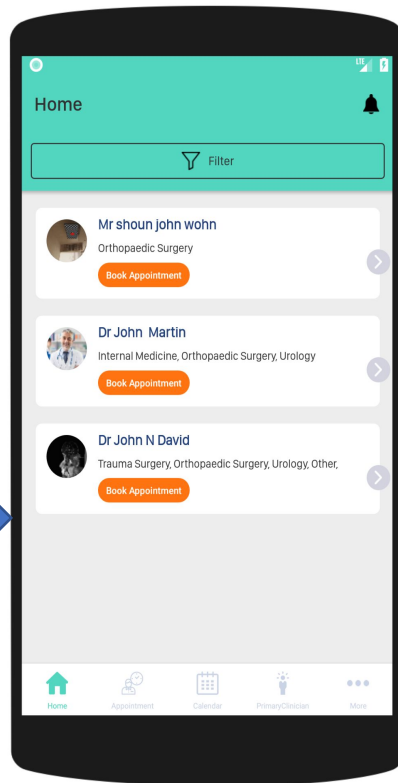 LTE
Home
Filter
Mr shoun john wohn
Orthopaedic Surgery
Book Appointment
Dr John Martin
Internal Medicine, Orthopaedic Surgery, Urology
Book Appointment
Dr John N David
Trauma Surgery, Orthopaedic Surgery, Urology, Other,
Book Appointment
Home Appointment Calendar PrimaryClinician More